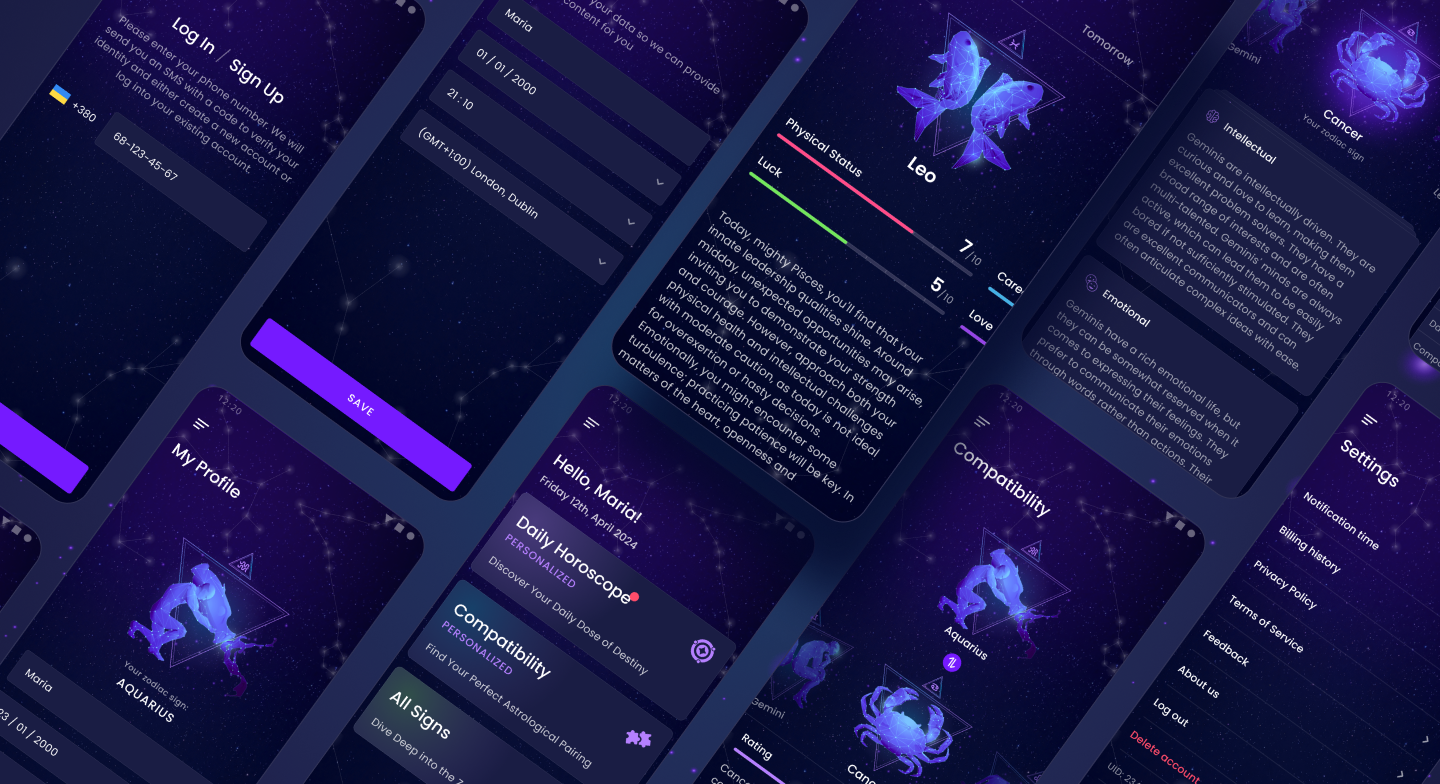 Log In / Sign Up
Please enter your phone number. We will
send you an SMS with a code to verify your
identity and either create a new account or
log into your existing account.
+380
68-123-45-67
your data so we can provide
content for you
Maria
01 / 01 / 2000
21:10
(GMT+1:00) London, Dublin
SAVE
Tomorrow
Leo
Physical Status
7/10
Luck
5/10
Love
Today, mighty Pisces, you'll find that your
innate leadership qualities shine. Around
midday, unexpected opportunities may arise,
inviting you to demonstrate your strength
and courage. However, approach both your
physical health and intellectual challenges
with moderate caution, as today is not ideal
for overexertion or hasty decisions.
Emotionally, you might encounter some
turbulence; practicing patience will be key. In
matters of the heart, openness and
Gemini
Cancer
Your zodiac sign
Intellectual
Geminis are intellectually driven. They are
curious and love to learn, making them
excellent problem solvers. They have a
broad range of interests and are often
multi-talented. Geminis' minds are always
active, which can lead them to be easily
bored if not sufficiently stimulated. They
are excellent communicators and can
often articulate complex ideas with ease.
Emotional
Geminis have a rich emotional life, but
they can be somewhat reserved when it
comes to expressing their feelings. They
prefer to communicate their emotions
through words rather than actions. Their
12:20
My Profile
Your zodiac sign:
AQUARIUS
Maria
23 / 01 / 2000
12:20
Hello, Maria!
Friday 12th, April 2024
Daily Horoscope
PERSONALIZED
Discover Your Daily Dose of Destiny
Compatibility
PERSONALIZED
Find Your Perfect Astrological Pairing
All Signs
Dive Deep into the
12:20
Compatibility
Aquarius
Gemini
Rating
12:20
Settings
Notification time
Billing history
Privacy Policy
Terms of Service
Feedback
About us
Log out
Delete account